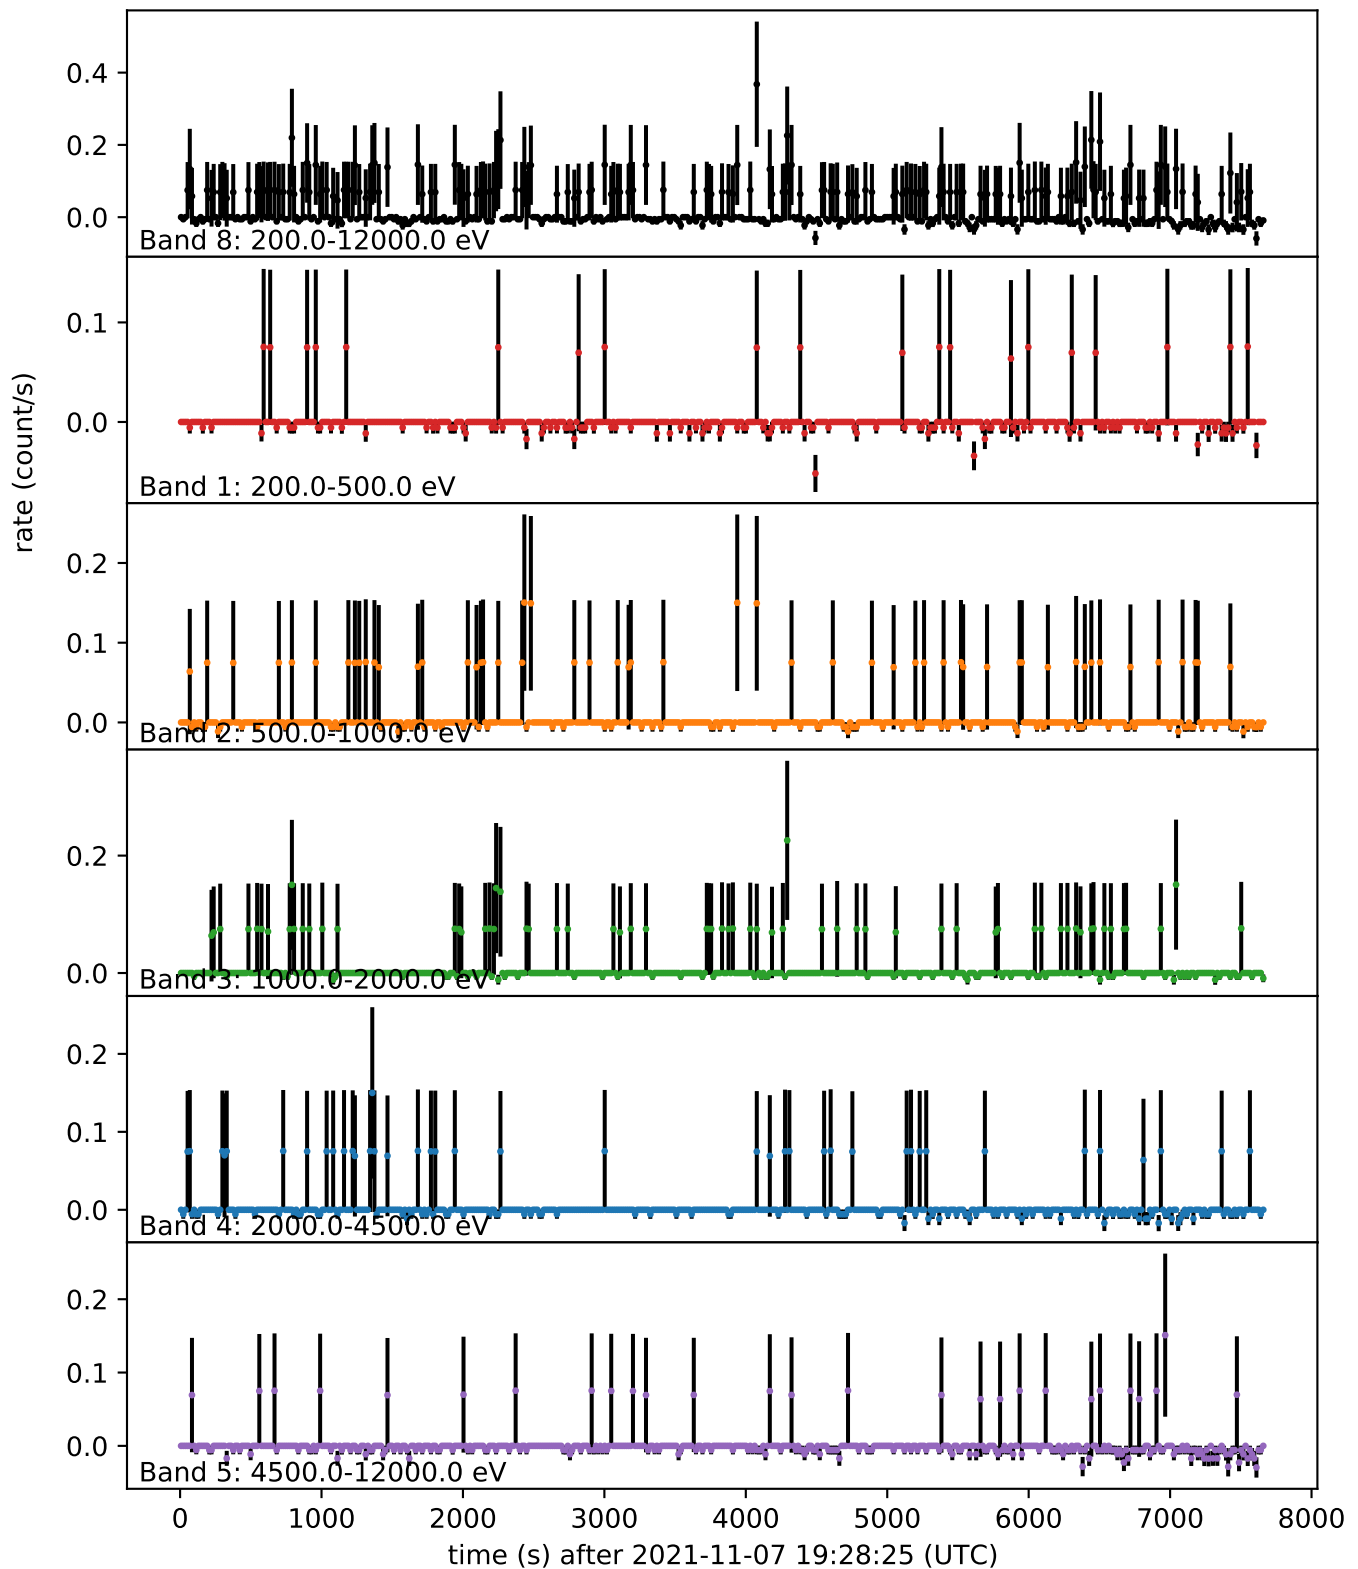 0.4
0.2
0.0
Band 8: 200.0-12000.0 eV
0.1
0.0
Band 1: 200.0-500.0 eV
rate (count/s)
0.2
0.1
0.0
Band 2: 500.0-1000.0 eV
0.2
0.0
Band 3: 1000.0-2000.0 eV
0.2
0.1
0.0
Band 4: 2000.0-4500.0 eV
0.2
0.1
0.0
Band 5: 4500.0-12000.0 eV
0 1000 2000 3000 4000 5000 6000 7000 8000
time (s) after 2021-11-07 19:28:25 (UTC)